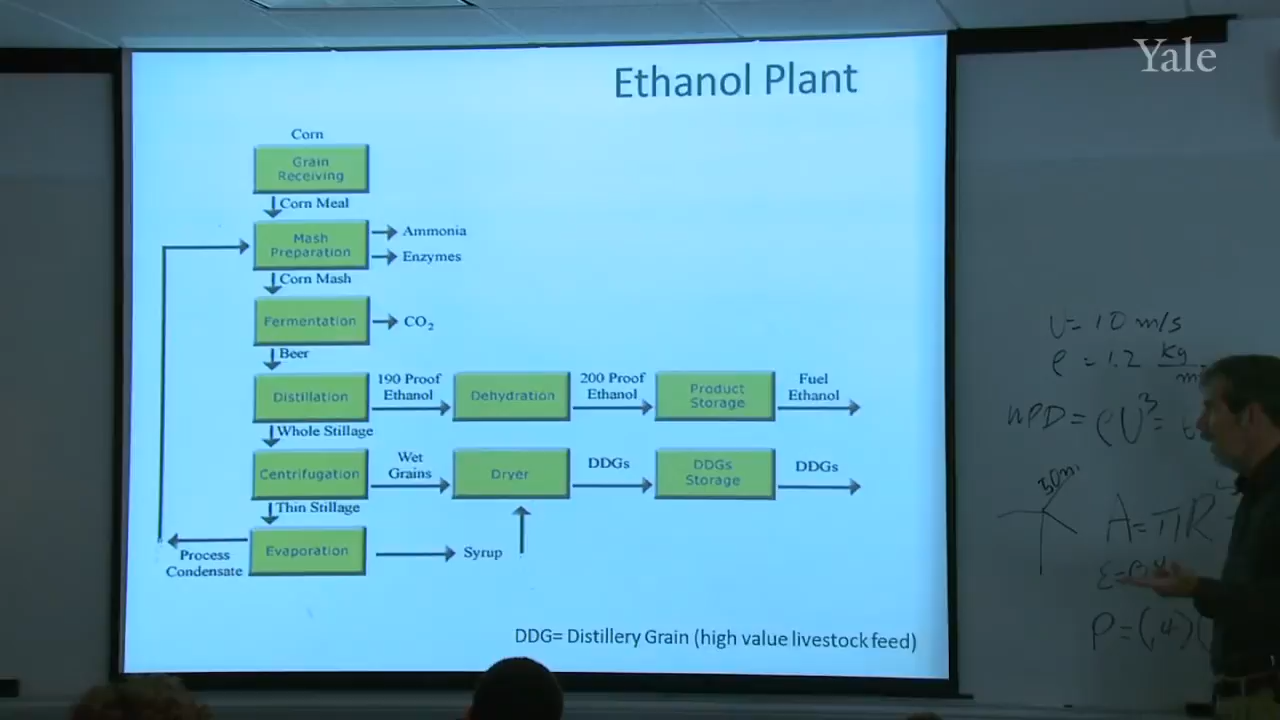 Yale
Ethanol Plant
Corn
Grain
Receiving
Corn Meal
Mash
Preparation
Ammonia
Enzymes
Corn Mash
Fermentation
CO₂
Beer
Distillation
190 Proof
Ethanol
Dehydration
200 Proof
Ethanol
Product
Storage
Fuel
Ethanol
Whole Stillage
Centrifugation
Wet
Grains
Dryer
DDGs
DDGs
Storage
DDGs
Thin Stillage
Evaporation
Syrup
Process
Condensate
DDG= Distillery Grain (high value livestock feed)
U= 10 m/s
ρ = 1.2 kg/m
WPD= ρU³=
50m
A=πR
P=(.4)(